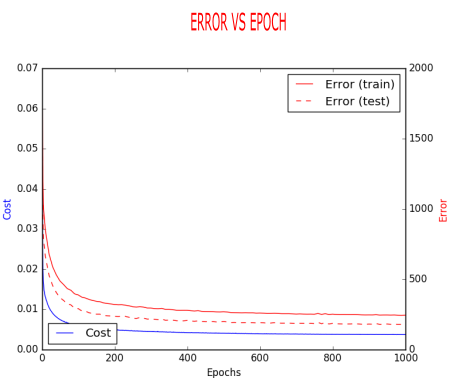 ERROR VS EPOCH
0.07
0.06
0.05
0.04
0.03
0.02
0.01
0.00
Cost
2000
1500
1000
500
0
Error
Error (train)
Error (test)
Cost
0 200 400 600 800 1000
Epochs